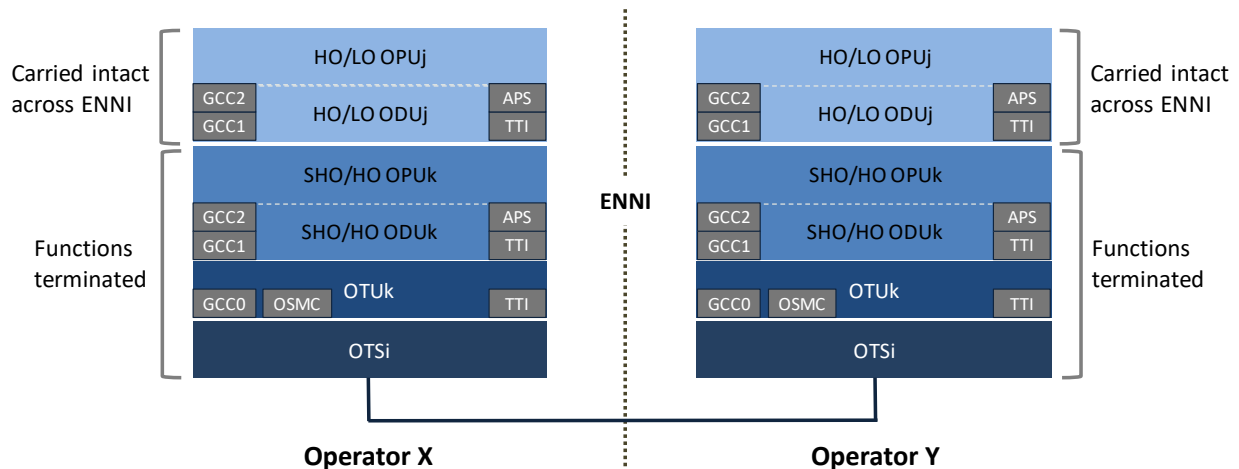 Carried intact
across ENNI
HO/LO OPUj
GCC2
APS
HO/LO ODUj
GCC1
TTI
SHO/HO OPUk
GCC2
APS
SHO/HO ODUk
GCC1
TTI
Functions
terminated
OTUk
GCC0
OSMC
TTI
OTSi
Operator X
ENNI
HO/LO OPUj
GCC2
APS
HO/LO ODUj
GCC1
TTI
SHO/HO OPUk
GCC2
APS
SHO/HO ODUk
GCC1
TTI
OTUk
GCC0
OSMC
TTI
OTSi
Operator Y
Carried intact
across ENNI
Functions
terminated